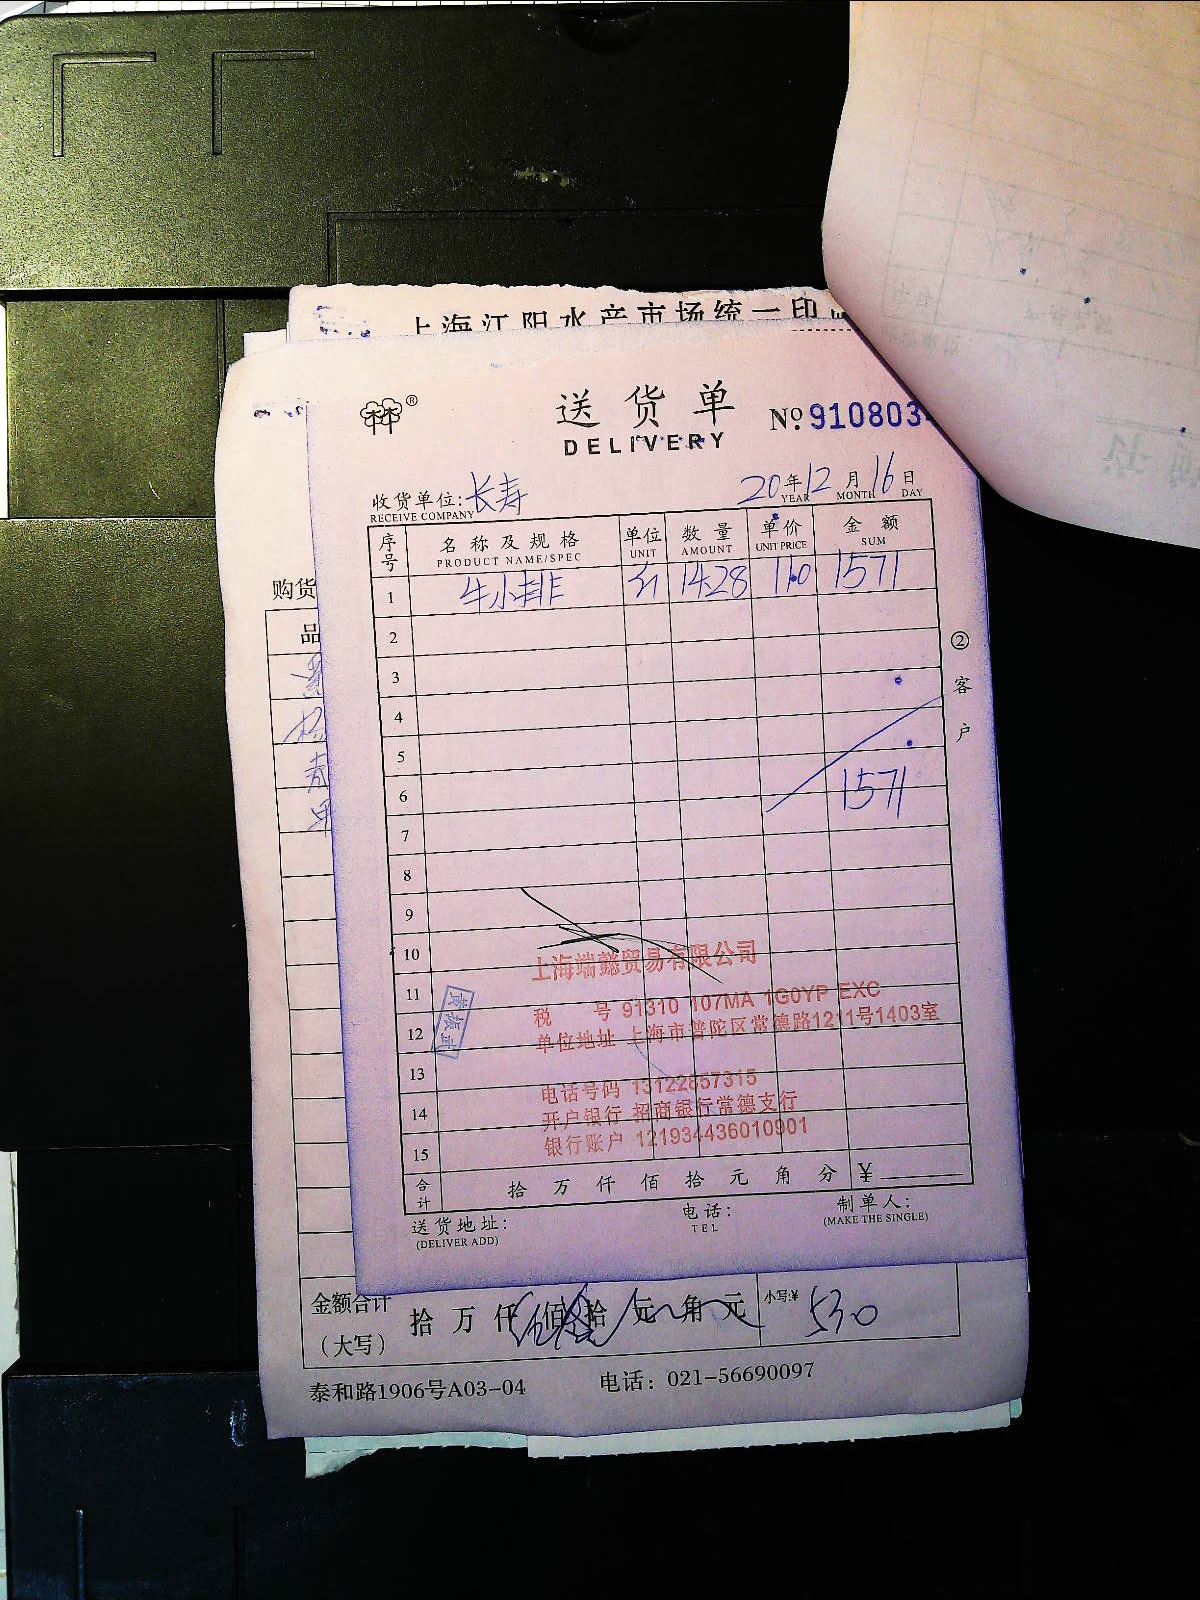 上海江阳水产市场统一印
送货单
DELIVERY
®
No 910803
收货单位: 长寿
RECEIVE COMPANY
20年12月16日
YEAR MONTH DAY
序号 名称及规格 单位 数量 单价 金额
PRODUCT NAME/SPEC UNIT AMOUNT UNIT PRICE SUM
1 牛小排 斤 14.28 110 1571
2
3
4
5
6 1571
7
8
9
10
11
12
13
14
15
②客户
上海端懿贸易有限公司
税 号 91310 107MA 1G0YP EXC
单位地址 上海市普陀区常德路1211号1403室
黄振武
电话号码 13122857315
开户银行 招商银行常德支行
银行账户 121934436010901
合计 拾 万 仟 佰 拾 元 角 分 ¥
送货地址: 电话: 制单人:
(DELIVER ADD) TEL (MAKE THE SINGLE)
购货
品
金额合计
（大写） 拾 万 仟 佰 拾 元 角 元 小写:¥ 530
泰和路1906号A03-04 电话：021-56690097